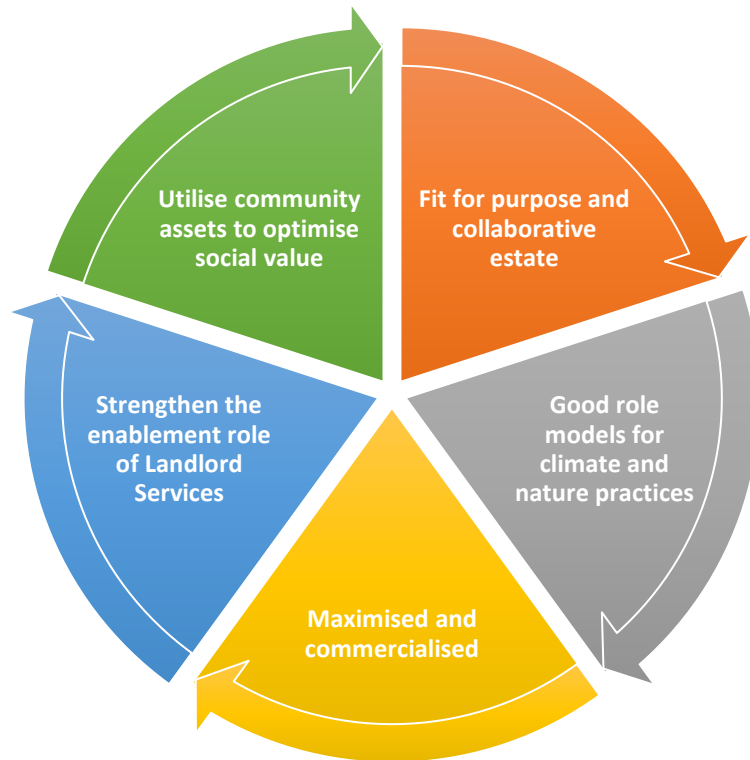 Utilise community
assets to optimise
social value
Fit for purpose and
collaborative
estate
Good role
models for
climate and
nature practices
Maximised and
commercialised
Strengthen the
enablement role
of Landlord
Services